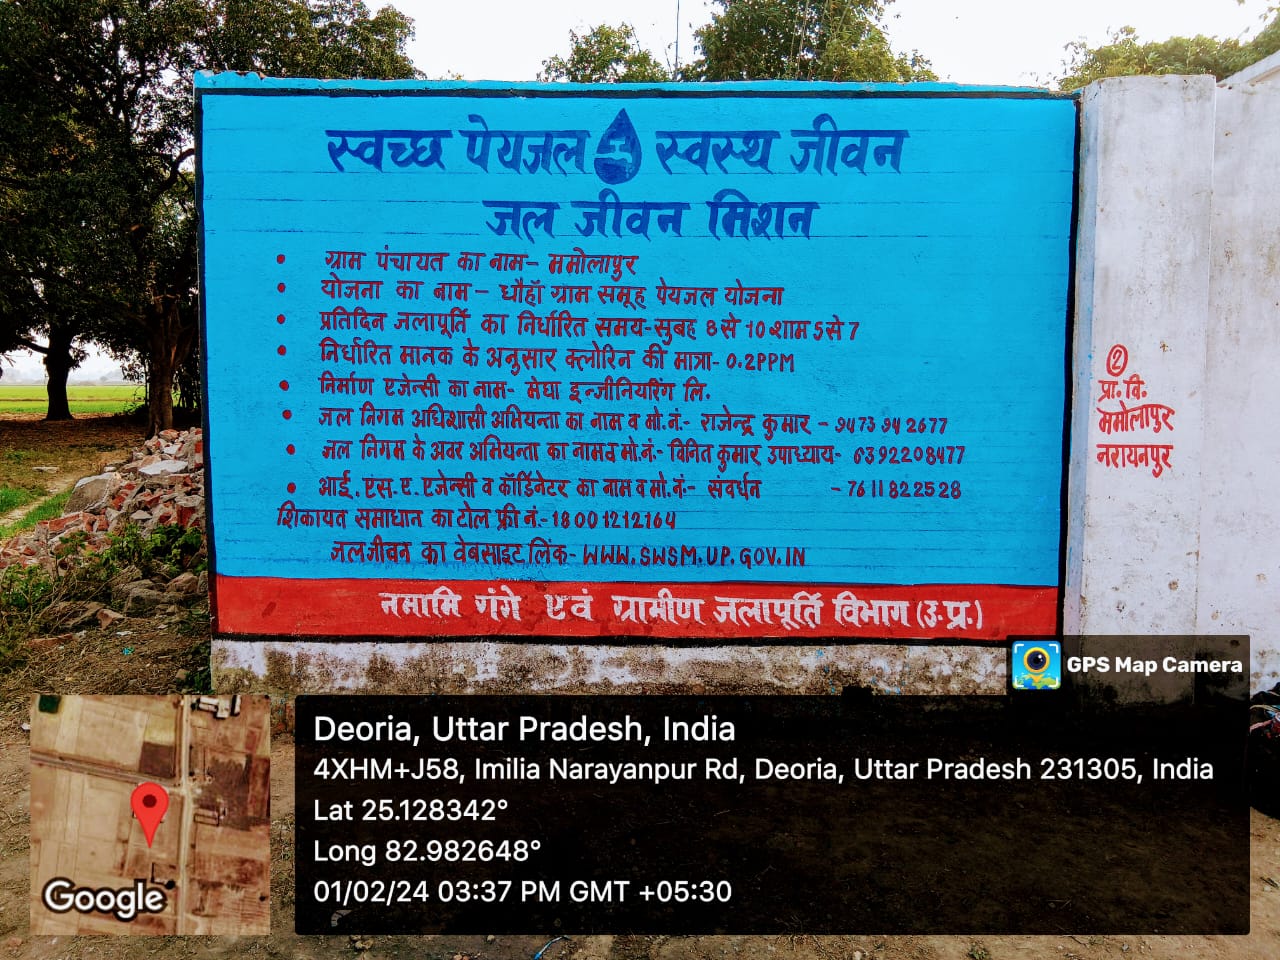 स्वच्छ पेयजल स्वस्थ जीवन
जल जीवन मिशन
• ग्राम पंचायत का नाम- ममोलापुर
• योजना का नाम - धौहाँ ग्राम समूह पेयजल योजना
• प्रतिदिन जलापूर्ति का निर्धारित समय-सुबह 8 से 10 शाम 5 से 7
• निर्धारित मानक के अनुसार क्लोरिन की मात्रा- 0.2PPM
• निर्माण एजेन्सी का नाम- मेघा इन्जीनियरिंग लि.
• जल निगम अधिशासी अभियन्ता का नाम व मो.नं.- राजेन्द्र कुमार - 9473942677
• जल निगम के अवर अभियन्ता का नाम व मो.नं.- विनित कुमार उपाध्याय- 6392208477
• आई.एस.ए.एजेन्सी व कॉर्डिनेटर का नाम व मो.नं.- संवर्धन - 7611822528
शिकायत समाधान का टोल फ्री नं.- 18001212164
जलजीवन का वेबसाइट लिंक- WWW.SWSM.UP.GOV.IN
नमामि गंगे एवं ग्रामीण जलापूर्ति विभाग (उ.प्र.)
2
प्रा. वि.
ममोलापुर
नरायनपुर
GPS Map Camera
Deoria, Uttar Pradesh, India
4XHM+J58, Imilia Narayanpur Rd, Deoria, Uttar Pradesh 231305, India
Lat 25.128342°
Long 82.982648°
01/02/24 03:37 PM GMT +05:30
Google